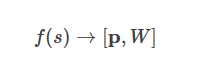 f(s) → [p, W]